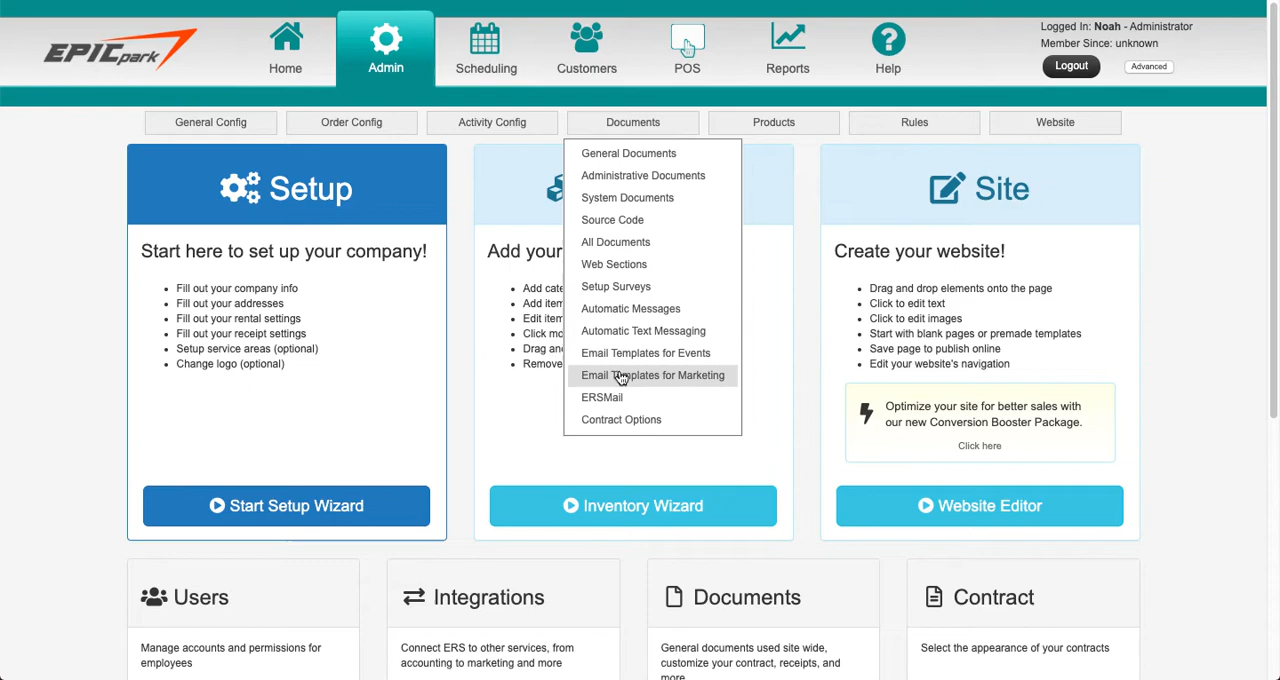 EPICpark
Home
Admin
Scheduling
Customers
POS
Reports
Help
Logged In: Noah - Administrator
Member Since: unknown
Logout
Advanced
General Config
Order Config
Activity Config
Documents
Products
Rules
Website
General Documents
Administrative Documents
System Documents
Source Code
All Documents
Web Sections
Setup Surveys
Automatic Messages
Automatic Text Messaging
Email Templates for Events
Email Templates for Marketing
ERSMail
Contract Options
Setup
Start here to set up your company!
Fill out your company info
Fill out your addresses
Fill out your rental settings
Fill out your receipt settings
Setup service areas (optional)
Change logo (optional)
Start Setup Wizard
Add your
Add
Add
Edit
Click
Drag
Remove
Inventory Wizard
Site
Create your website!
Drag and drop elements onto the page
Click to edit text
Click to edit images
Start with blank pages or premade templates
Save page to publish online
Edit your website's navigation
Optimize your site for better sales with
our new Conversion Booster Package.
Click here
Website Editor
Users
Manage accounts and permissions for
employees
Integrations
Connect ERS to other services, from
accounting to marketing and more
Documents
General documents used site wide,
customize your contract, receipts, and
more
Contract
Select the appearance of your contracts